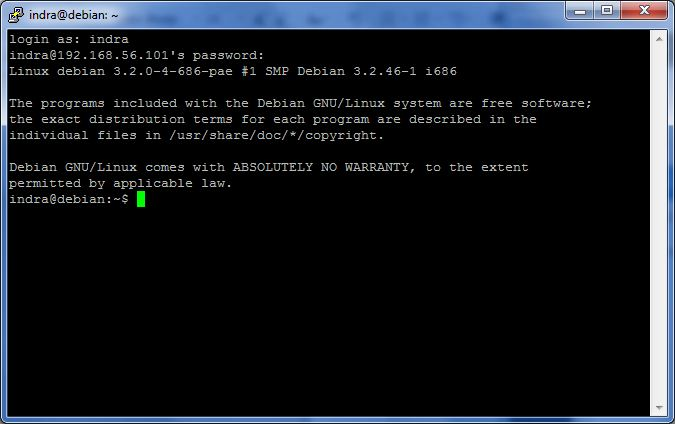 indra@debian: ~
login as: indra
indra@192.168.56.101's password:
Linux debian 3.2.0-4-686-pae #1 SMP Debian 3.2.46-1 i686
The programs included with the Debian GNU/Linux system are free software;
the exact distribution terms for each program are described in the
individual files in /usr/share/doc/*/copyright.
Debian GNU/Linux comes with ABSOLUTELY NO WARRANTY, to the extent
permitted by applicable law.
indra@debian:~$